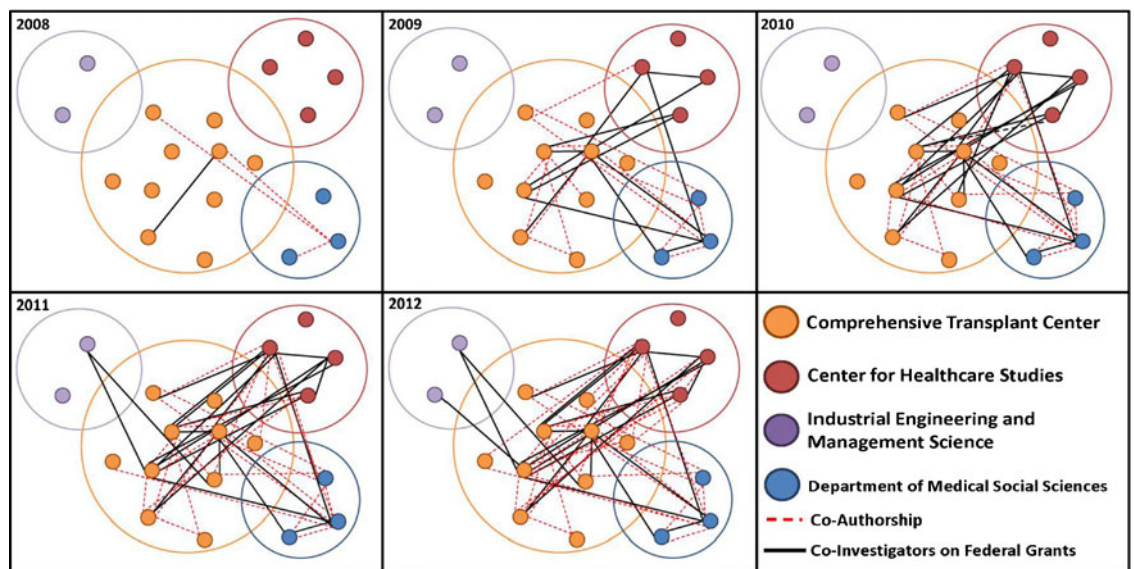 2008
2009
2010
2011
2012
Comprehensive Transplant Center
Center for Healthcare Studies
Industrial Engineering and
Management Science
Department of Medical Social Sciences
Co-Authorship
Co-Investigators on Federal Grants